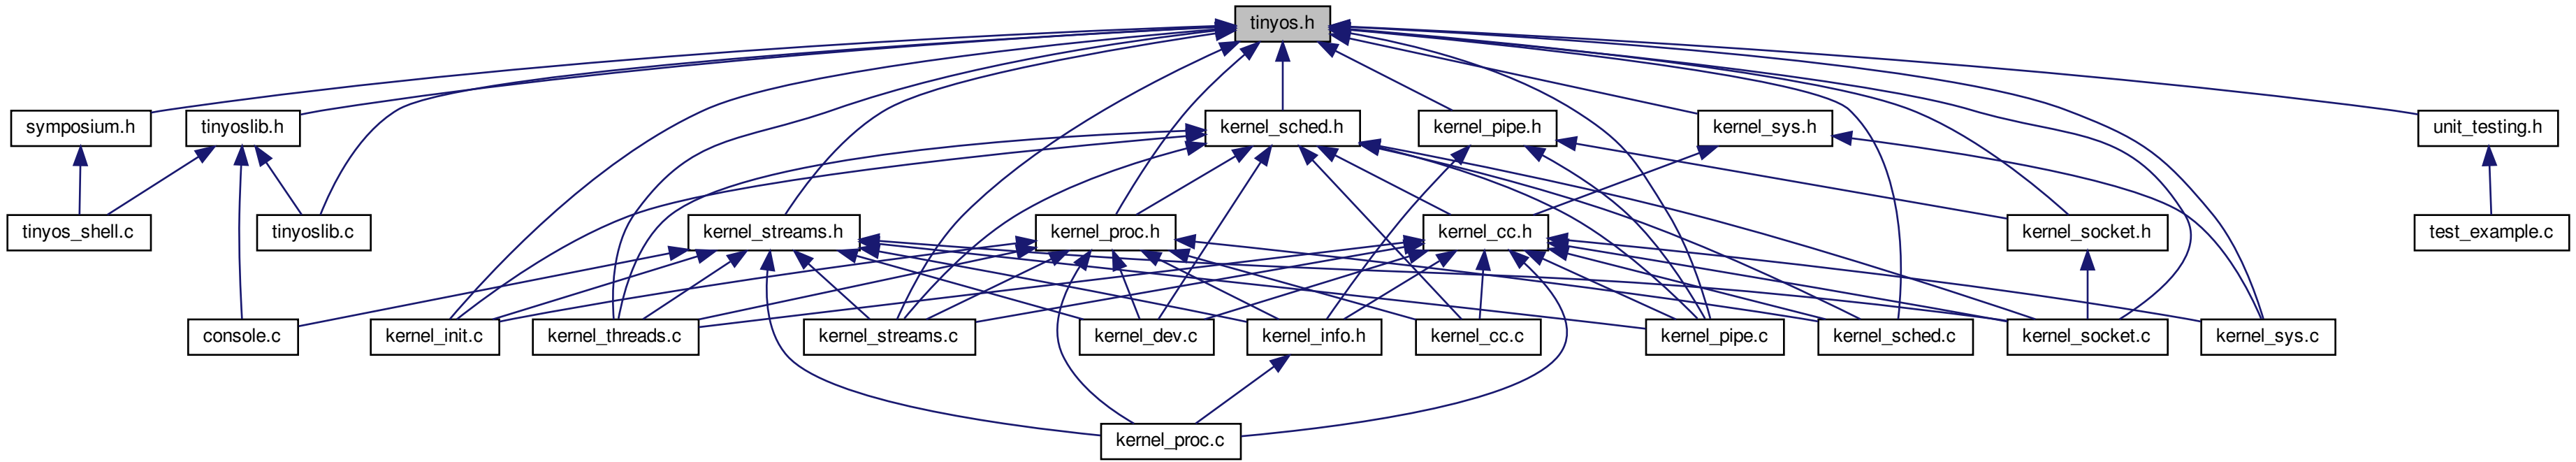 tinyos.h
symposium.h
tinyoslib.h
kernel_sched.h
kernel_pipe.h
kernel_sys.h
unit_testing.h
tinyos_shell.c
tinyoslib.c
kernel_streams.h
kernel_proc.h
kernel_cc.h
kernel_socket.h
test_example.c
console.c
kernel_init.c
kernel_threads.c
kernel_streams.c
kernel_dev.c
kernel_info.h
kernel_cc.c
kernel_pipe.c
kernel_sched.c
kernel_socket.c
kernel_sys.c
kernel_proc.c